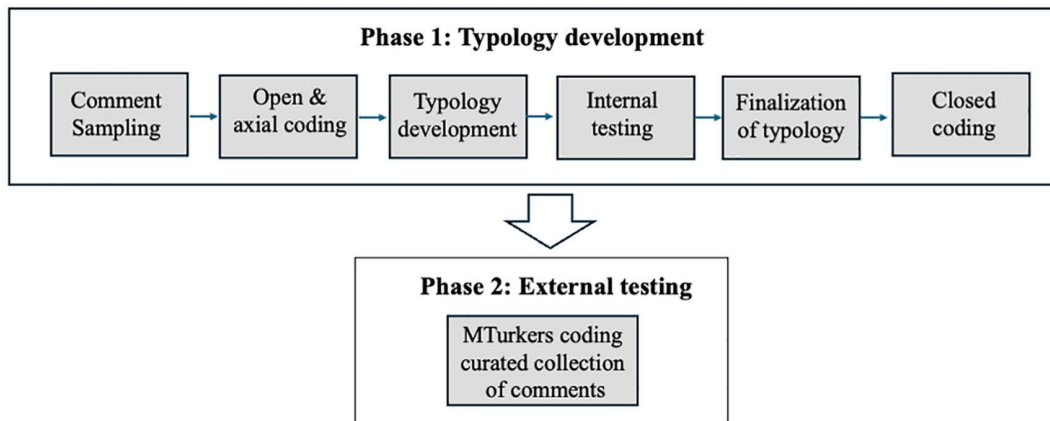 Phase 1: Typology development
Comment
Sampling
Open &
axial coding
Typology
development
Internal
testing
Finalization
of typology
Closed
coding
Phase 2: External testing
MTurkers coding
curated collection
of comments